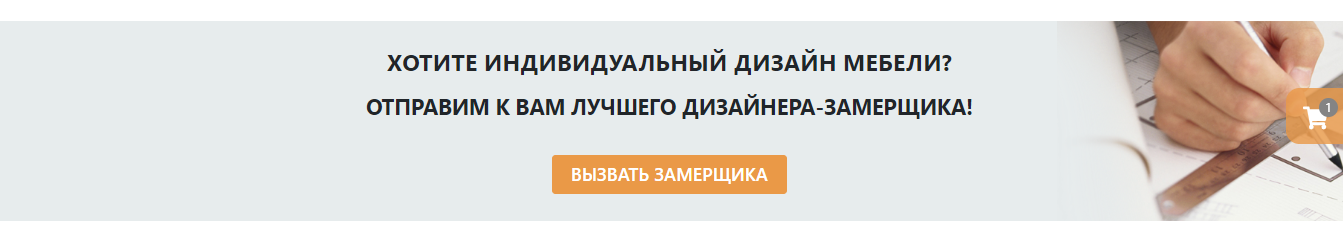 ХОТИТЕ ИНДИВИДУАЛЬНЫЙ ДИЗАЙН МЕБЕЛИ?
ОТПРАВИМ К ВАМ ЛУЧШЕГО ДИЗАЙНЕРА-ЗАМЕРЩИКА!
1
ВЫЗВАТЬ ЗАМЕРЩИКА